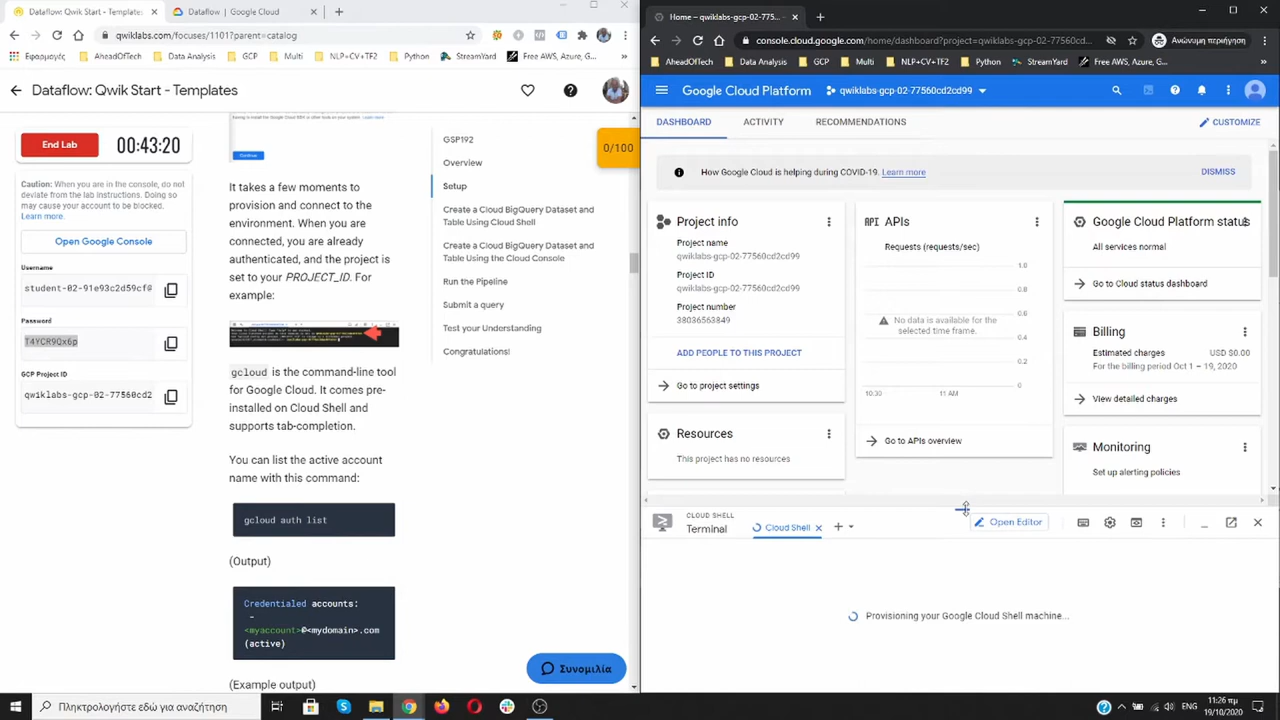 Dataflow: Qwik Start - Templates
Dataflow | Google Cloud
qwiklabs.com/focuses/1101?parent=catalog
Εφαρμογές
AheadOfTech
Data Analysis
GCP
Multi
NLP+CV+TF2
Python
StreamYard
Free AWS, Azure, G...
»
Dataflow: Qwik Start - Templates
End Lab
00:43:20
Caution: When you are in the console, do not
deviate from the lab instructions. Doing so
may cause your account to be blocked.
Learn more.
Open Google Console
Username
student-02-91e93c2d59cf@
Password
GCP Project ID
qwiklabs-gcp-02-77560cd2
Continue
It takes a few moments to
provision and connect to the
environment. When you are
connected, you are already
authenticated, and the project is
set to your PROJECT_ID. For
example:
gcloud is the command-line tool
for Google Cloud. It comes pre-
installed on Cloud Shell and
supports tab-completion.
You can list the active account
name with this command:
gcloud auth list
(Output)
Credentialed accounts:
-
<myaccount>@<mydomain>.com
(active)
(Example output)
GSP192
Overview
Setup
Create a Cloud BigQuery Dataset and
Table Using Cloud Shell
Create a Cloud BigQuery Dataset and
Table Using the Cloud Console
Run the Pipeline
Submit a query
Test your Understanding
Congratulations!
0/100
Συνομιλία
Home – qwiklabs-gcp-02-775...
console.cloud.google.com/home/dashboard?project=qwiklabs-gcp-02-77560cd...
Ανώνυμη περιήγηση
AheadOfTech
Data Analysis
GCP
Multi
NLP+CV+TF2
Python
StreamYard
Free AWS, Azure, G...
»
Google Cloud Platform
qwiklabs-gcp-02-77560cd2cd99
DASHBOARD
ACTIVITY
RECOMMENDATIONS
CUSTOMIZE
How Google Cloud is helping during COVID-19. Learn more
DISMISS
Project info
Project name
qwiklabs-gcp-02-77560cd2cd99
Project ID
qwiklabs-gcp-02-77560cd2cd99
Project number
38036563849
ADD PEOPLE TO THIS PROJECT
Go to project settings
Resources
This project has no resources
API APIs
Requests (requests/sec)
1.0
0.8
0.6
0.4
0.2
0
No data is available for the
selected time frame.
10:30
11 AM
Go to APIs overview
Google Cloud Platform status
All services normal
Go to Cloud status dashboard
Billing
Estimated charges
USD $0.00
For the billing period Oct 1 – 19, 2020
View detailed charges
Monitoring
Set up alerting policies
CLOUD SHELL
Terminal
Cloud Shell
Open Editor
Provisioning your Google Cloud Shell machine...
Πληκτρολογήστε εδώ για αναζήτηση
ΕΛ
11:26 πμ
19/10/2020